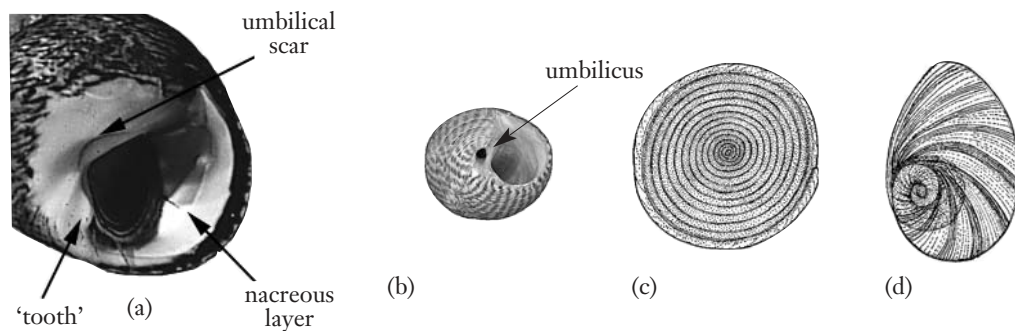 umbilical
scar
umbilicus
'tooth'
(a)
nacreous
layer
(b)
(c)
(d)